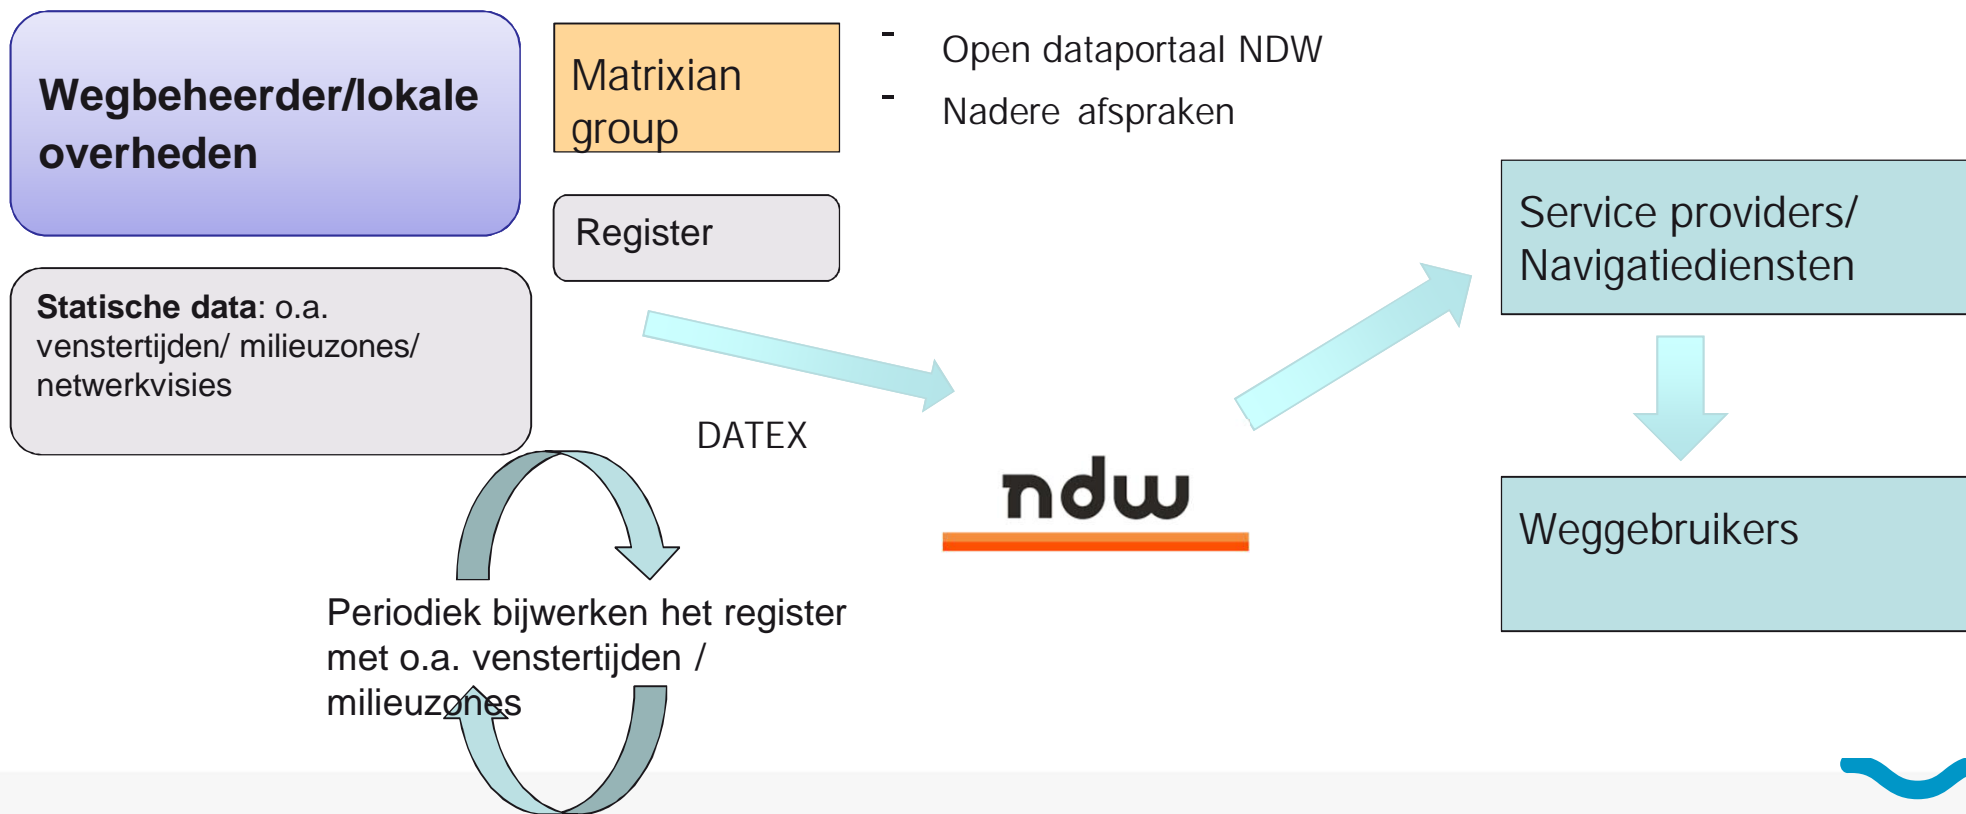 Wegbeheerder/lokale
overheden
Matrixian
group
- Open dataportaal NDW
- Nadere afspraken
Register
Service providers/
Navigatiediensten
Statische data: o.a.
venstertijden/ milieuzones/
netwerkvisies
DATEX
ndw
Weggebruikers
Periodiek bijwerken het register
met o.a. venstertijden /
milieuzones